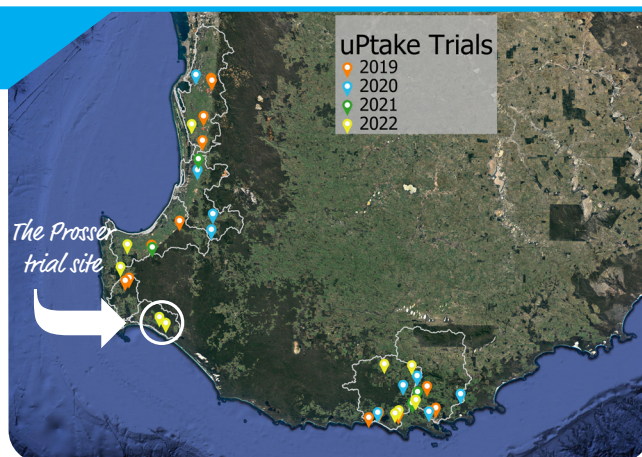 uPtake Trials
2019
2020
2021
2022
The Prosser
trial site